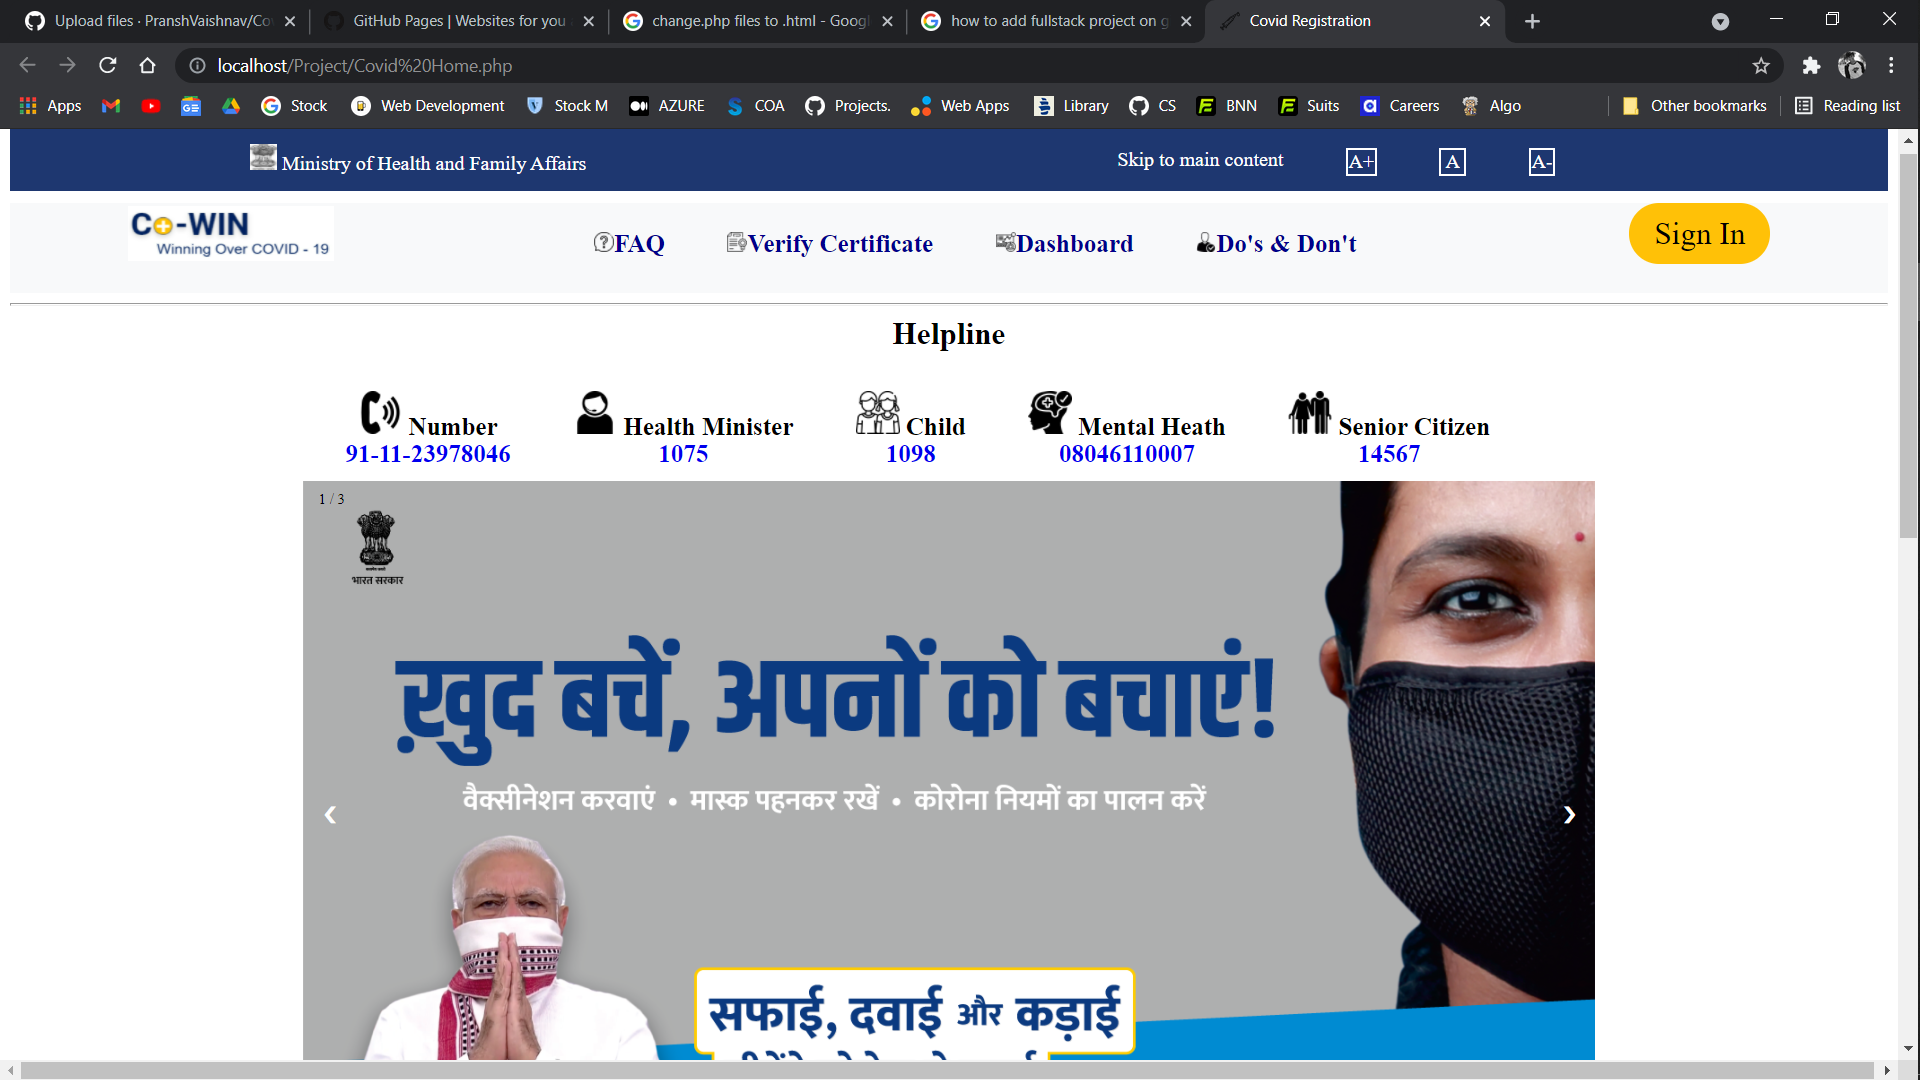 Upload files · PranshVaishnav/Co
GitHub Pages | Websites for you
change.php files to .html - Goog
how to add fullstack project on g
Covid Registration
localhost/Project/Covid%20Home.php
Apps
Stock
Web Development
Stock M
AZURE
COA
Projects.
Web Apps
Library
CS
BNN
Suits
Careers
Algo
Other bookmarks
Reading list
Ministry of Health and Family Affairs
Skip to main content
A+
A
A-
Co-WIN
Winning Over COVID - 19
FAQ
Verify Certificate
Dashboard
Do's & Don't
Sign In
Helpline
Number
91-11-23978046
Health Minister
1075
Child
1098
Mental Heath
08046110007
Senior Citizen
14567
1 / 3
भारत सरकार
ख़ुद बचें, अपनों को बचाएं!
वैक्सीनेशन करवाएं • मास्क पहनकर रखें • कोरोना नियमों का पालन करें
सफाई, दवाई और कड़ाई